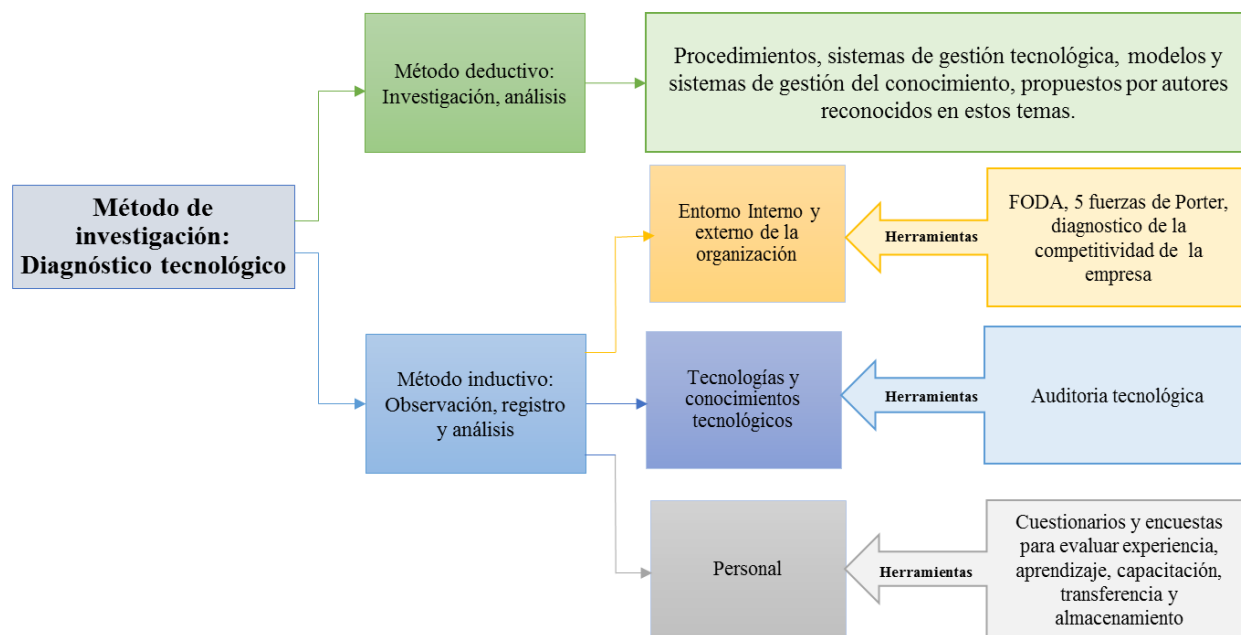 Método de
investigación:
Diagnóstico tecnológico
Método deductivo:
Investigación, análisis
Procedimientos, sistemas de gestión tecnológica, modelos y
sistemas de gestión del conocimiento, propuestos por autores
reconocidos en estos temas.
Método inductivo:
Observación, registro
y análisis
Entorno Interno y
externo de la
organización
Herramientas
FODA, 5 fuerzas de Porter,
diagnostico de la
competitividad de la
empresa
Tecnologías y
conocimientos
tecnológicos
Herramientas
Auditoria tecnológica
Personal
Herramientas
Cuestionarios y encuestas
para evaluar experiencia,
aprendizaje, capacitación,
transferencia y
almacenamiento